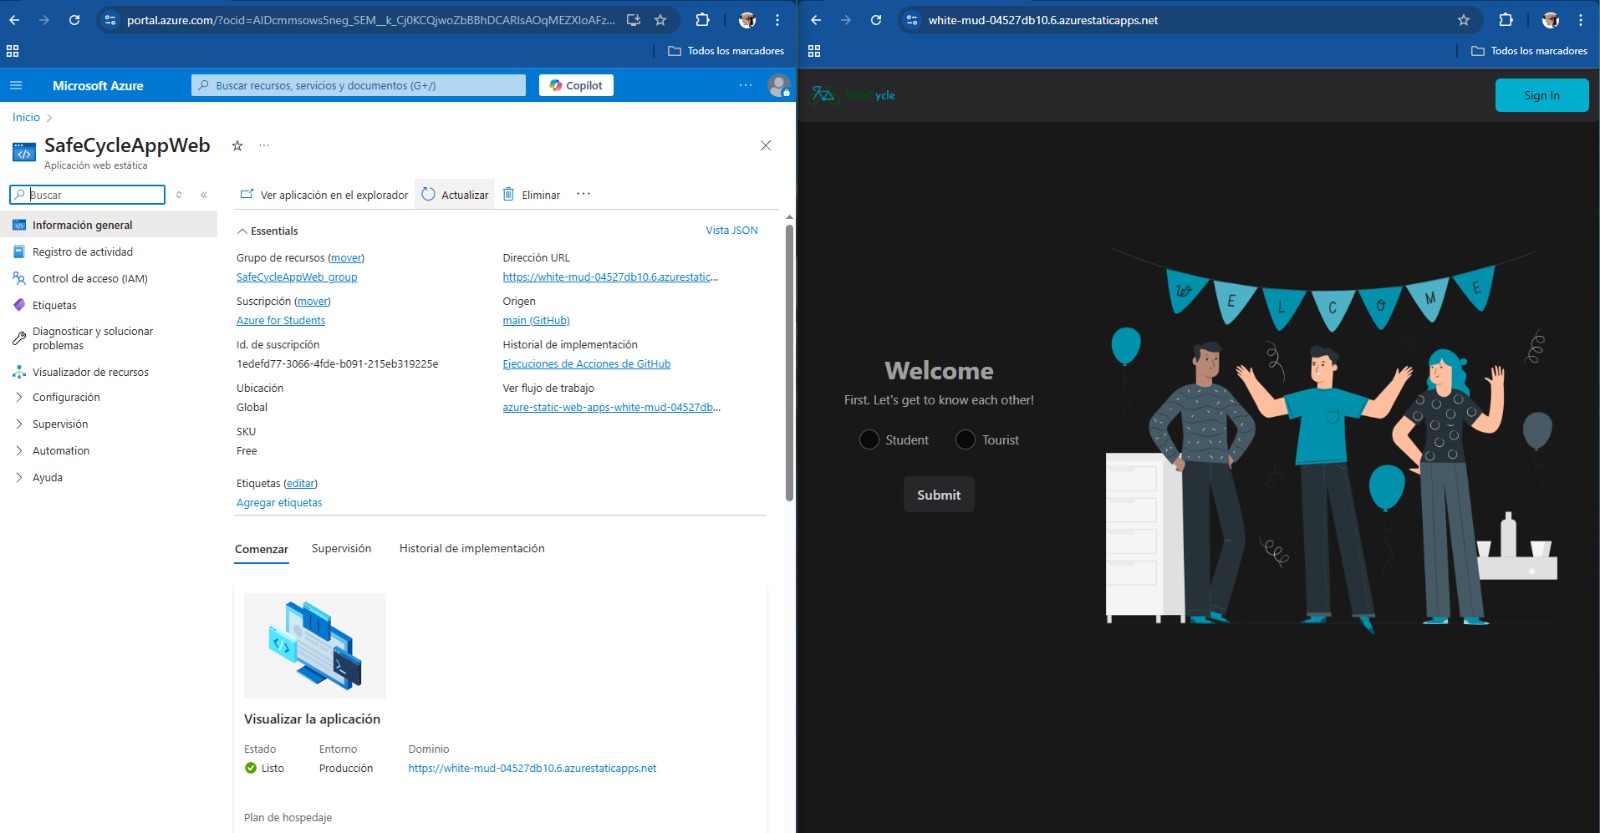 portal.azure.com/?ocid=AIDcmmsows5neg_SEM__k_Cj0KCQjwoZbBBhDCARIsAOqMEZXIoAFz...
Todos los marcadores
Microsoft Azure
Buscar recursos, servicios y documentos (G+/)
Copilot
Inicio
SafeCycleAppWeb
Aplicación web estática
Buscar
Ver aplicación en el explorador
Actualizar
Eliminar
Información general
Registro de actividad
Control de acceso (IAM)
Etiquetas
Diagnosticar y solucionar
problemas
Visualizador de recursos
Configuración
Supervisión
Automation
Ayuda
Essentials
Vista JSON
Grupo de recursos (mover)
SafeCycleAppWeb_group
Suscripción (mover)
Azure for Students
Id. de suscripción
1edefd77-3066-4fde-b091-215eb319225e
Ubicación
Global
SKU
Free
Etiquetas (editar)
Agregar etiquetas
Dirección URL
https://white-mud-04527db10.6.azurestatic...
Origen
main (GitHub)
Historial de implementación
Ejecuciones de Acciones de GitHub
Ver flujo de trabajo
azure-static-web-apps-white-mud-04527db...
Comenzar
Supervisión
Historial de implementación
Visualizar la aplicación
Estado
Entorno
Dominio
Listo
Producción
https://white-mud-04527db10.6.azurestaticapps.net
Plan de hospedaje
white-mud-04527db10.6.azurestaticapps.net
Todos los marcadores
SafeCycle
Sign In
WELCOME
Welcome
First. Let's get to know each other!
Student
Tourist
Submit